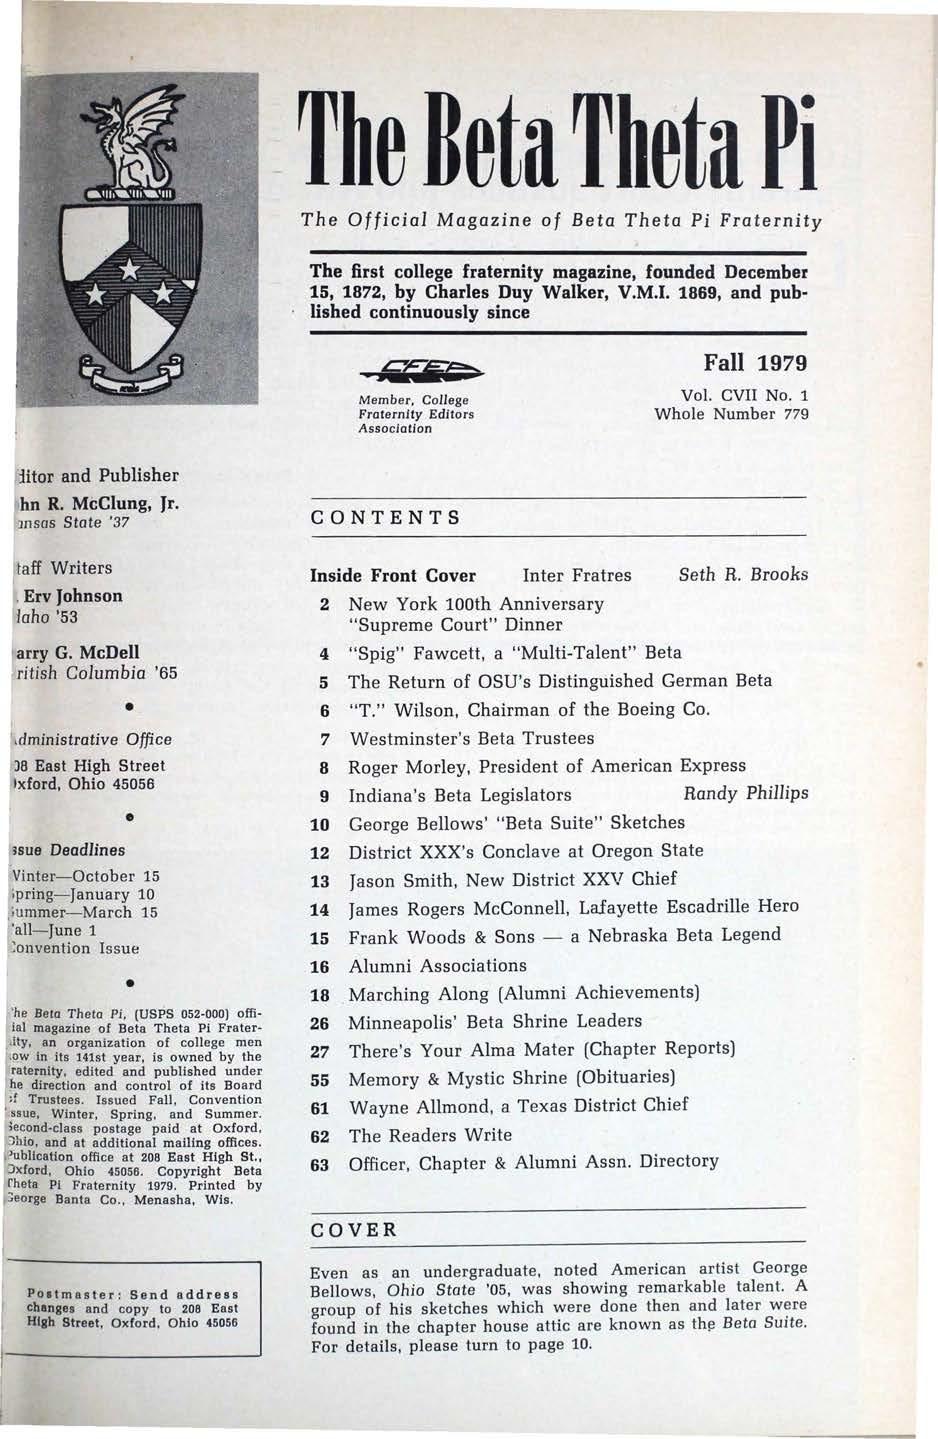 The Beta Theta Pi
The Official Magazine of Beta Theta Pi Fraternity
The first college fraternity magazine, founded December
15, 1872, by Charles Duy Walker, V.M.I. 1869, and pub-
lished continuously since
CFEA
Member, College
Fraternity Editors
Association
Fall 1979
Vol. CVII No. 1
Whole Number 779
ditor and Publisher
hn R. McClung, Jr.
ansas State '37
taff Writers
. Erv Johnson
daho '53
arry G. McDell
ritish Columbia '65
dministrative Office
08 East High Street
xford, Ohio 45056
ssue Deadlines
Winter—October 15
pring—January 10
ummer—March 15
all—June 1
Convention Issue
he Beta Theta Pi, (USPS 052-000) offi-
ial magazine of Beta Theta Pi Frater-
ity, an organization of college men
ow in its 141st year, is owned by the
raternity, edited and published under
he direction and control of its Board
of Trustees. Issued Fall, Convention
ssue, Winter, Spring, and Summer.
Second-class postage paid at Oxford,
Ohio, and at additional mailing offices.
Publication office at 208 East High St.,
Oxford, Ohio 45056. Copyright Beta
Theta Pi Fraternity 1979. Printed by
George Banta Co., Menasha, Wis.
Postmaster: Send address
changes and copy to 208 East
High Street, Oxford, Ohio 45056
CONTENTS
Inside Front Cover Inter Fratres Seth R. Brooks
2 New York 100th Anniversary
"Supreme Court" Dinner
4 "Spig" Fawcett, a "Multi-Talent" Beta
5 The Return of OSU's Distinguished German Beta
6 "T." Wilson, Chairman of the Boeing Co.
7 Westminster's Beta Trustees
8 Roger Morley, President of American Express
9 Indiana's Beta Legislators Randy Phillips
10 George Bellows' "Beta Suite" Sketches
12 District XXX's Conclave at Oregon State
13 Jason Smith, New District XXV Chief
14 James Rogers McConnell, Lafayette Escadrille Hero
15 Frank Woods & Sons — a Nebraska Beta Legend
16 Alumni Associations
18 Marching Along (Alumni Achievements)
26 Minneapolis' Beta Shrine Leaders
27 There's Your Alma Mater (Chapter Reports)
55 Memory & Mystic Shrine (Obituaries)
61 Wayne Allmond, a Texas District Chief
62 The Readers Write
63 Officer, Chapter & Alumni Assn. Directory
COVER
Even as an undergraduate, noted American artist George
Bellows, Ohio State '05, was showing remarkable talent. A
group of his sketches which were done then and later were
found in the chapter house attic are known as the Beta Suite.
For details, please turn to page 10.